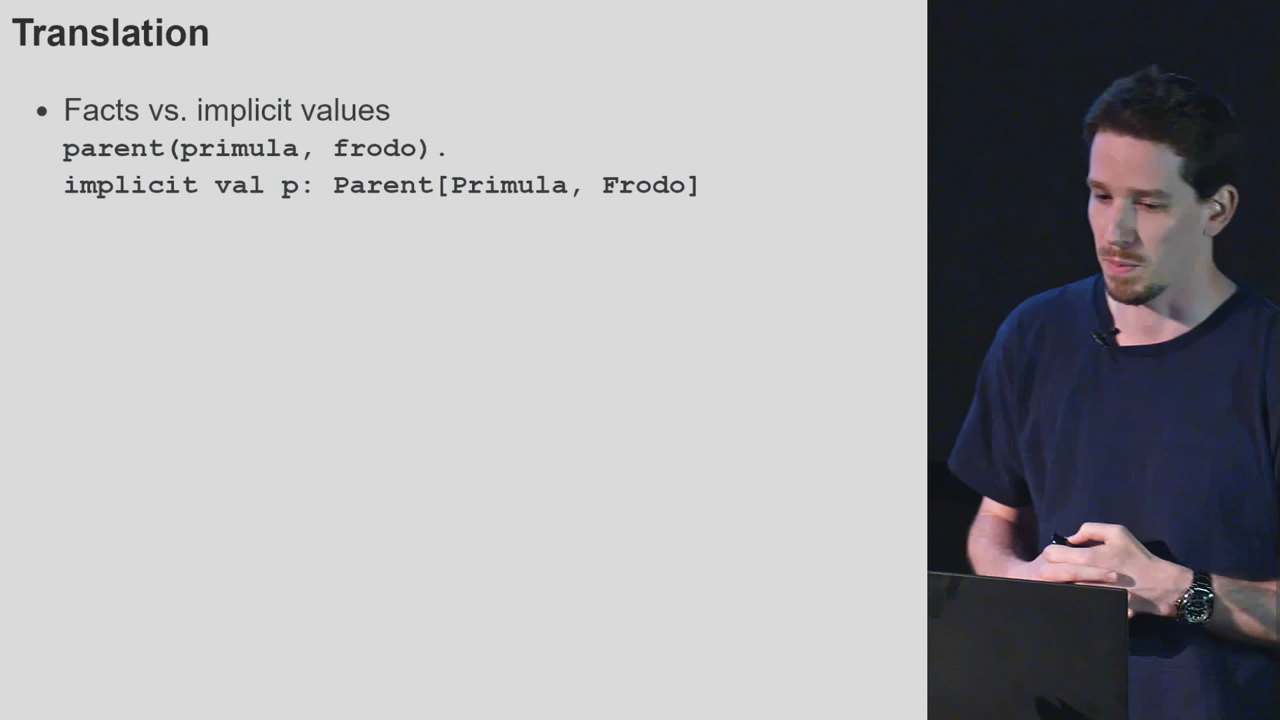 Translation
• Facts vs. implicit values
parent(primula, frodo).
implicit val p: Parent[Primula, Frodo]